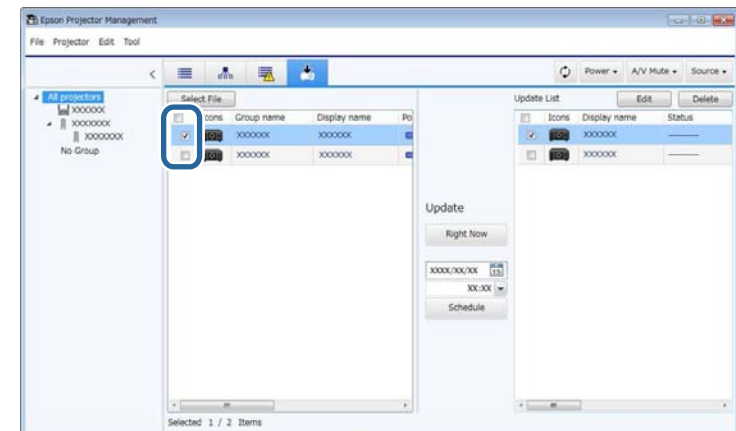 Epson Projector Management
File Projector Edit Tool
Power A/V Mute Source
All projectors
XXXXXX
XXXXXXX
XXXXXXX
No Group
Select File
Icons Group name Display name Po
XXXXXX XXXXXX
XXXXXX XXXXXX
Update
Right Now
XXXX/XX/XX 15
XX:XX
Schedule
Update List Edit Delete
Icons Display name Status
XXXXXX ———
XXXXXX ———
Selected 1 / 2 Items